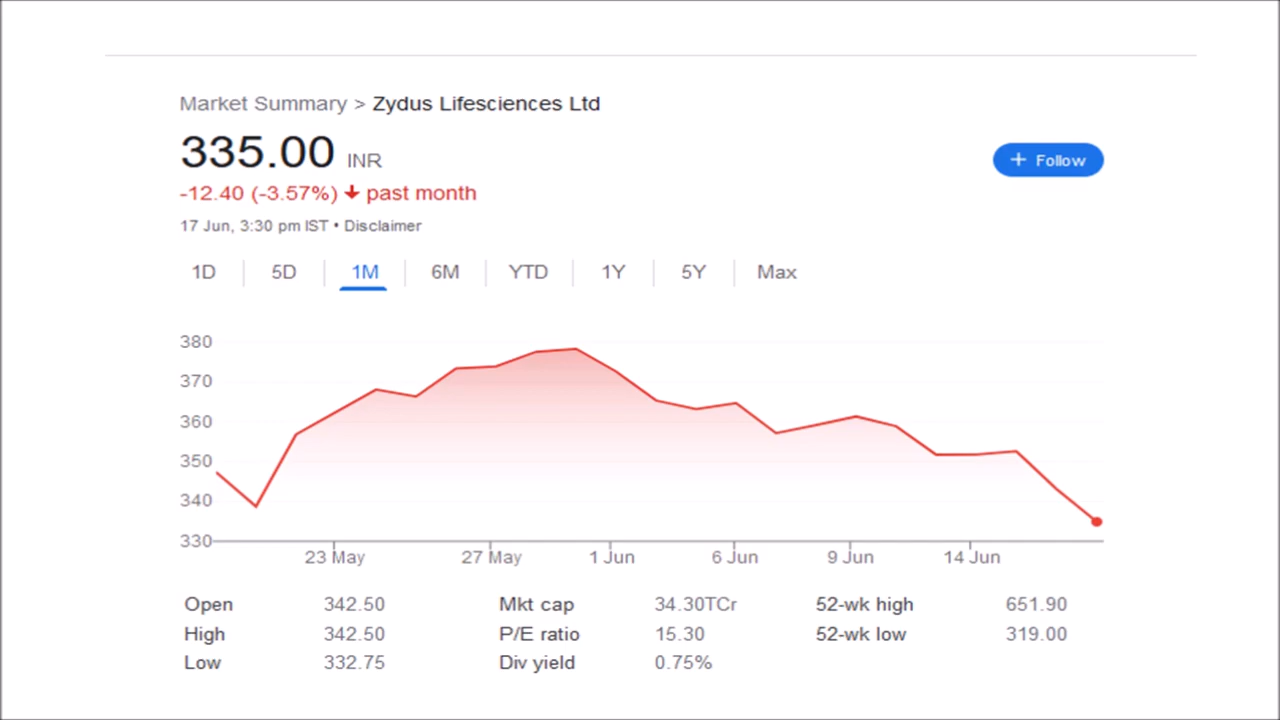 Market Summary > Zydus Lifesciences Ltd
335.00 INR
+ Follow
-12.40 (-3.57%) ↓ past month
17 Jun, 3:30 pm IST • Disclaimer
1D 5D 1M 6M YTD 1Y 5Y Max
380
370
360
350
340
330
23 May 27 May 1 Jun 6 Jun 9 Jun 14 Jun
Open 342.50 Mkt cap 34.30TCr 52-wk high 651.90
High 342.50 P/E ratio 15.30 52-wk low 319.00
Low 332.75 Div yield 0.75%